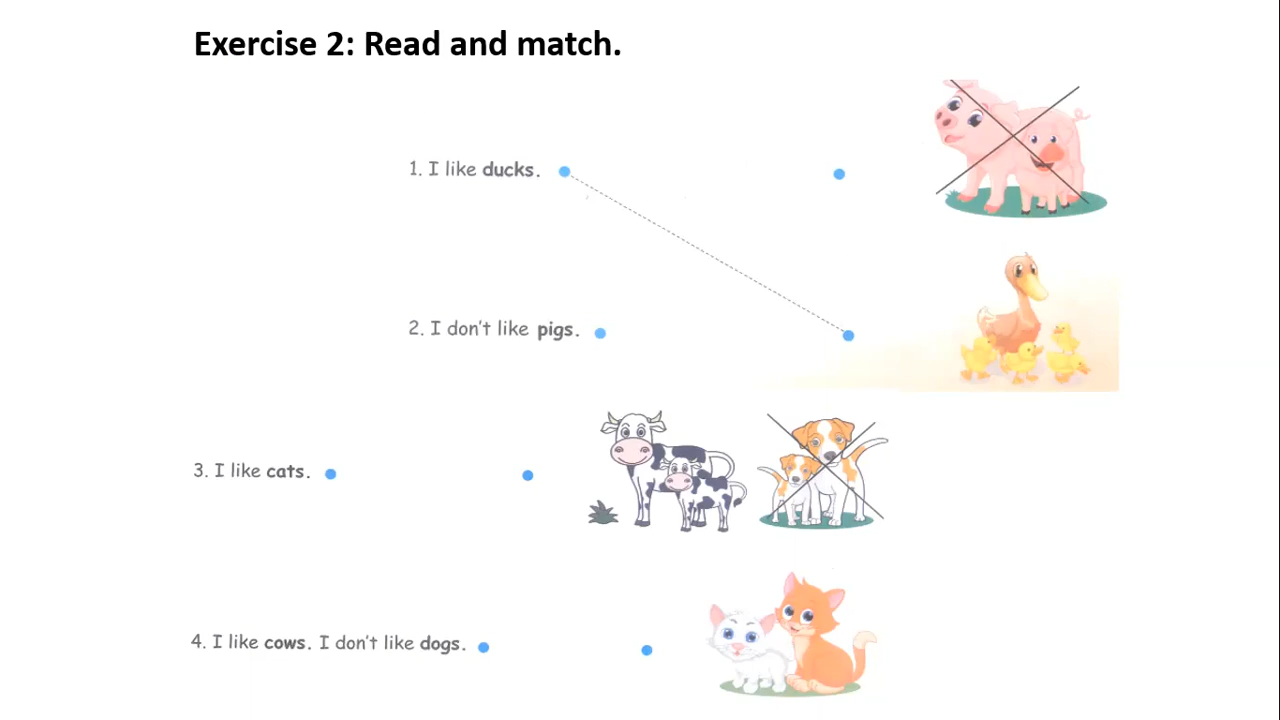 Exercise 2: Read and match.
1. I like ducks.
2. I don't like pigs.
3. I like cats.
4. I like cows. I don't like dogs.